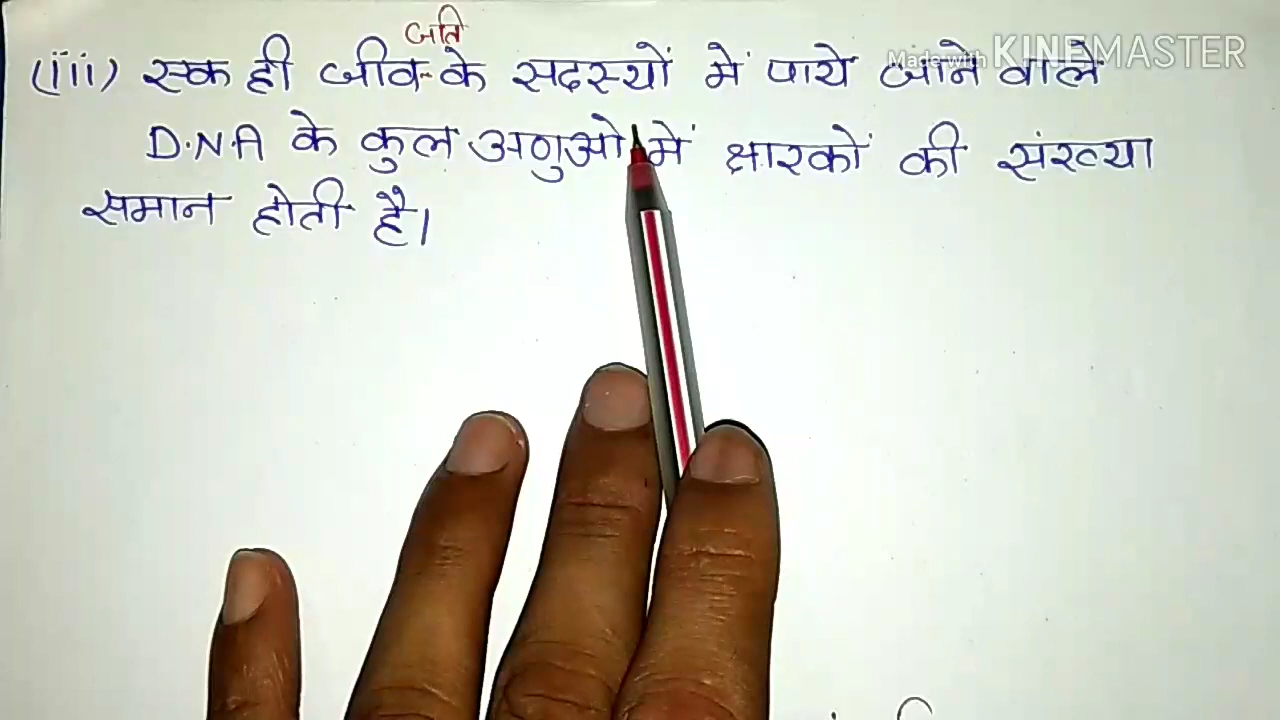 जाति
(iii) एक ही जीव के सदस्यों में पाये जाने वाले
D.N.A के कुल अणुओ में क्षारकों की संख्या
समान होती है।
Made with KINEMASTER